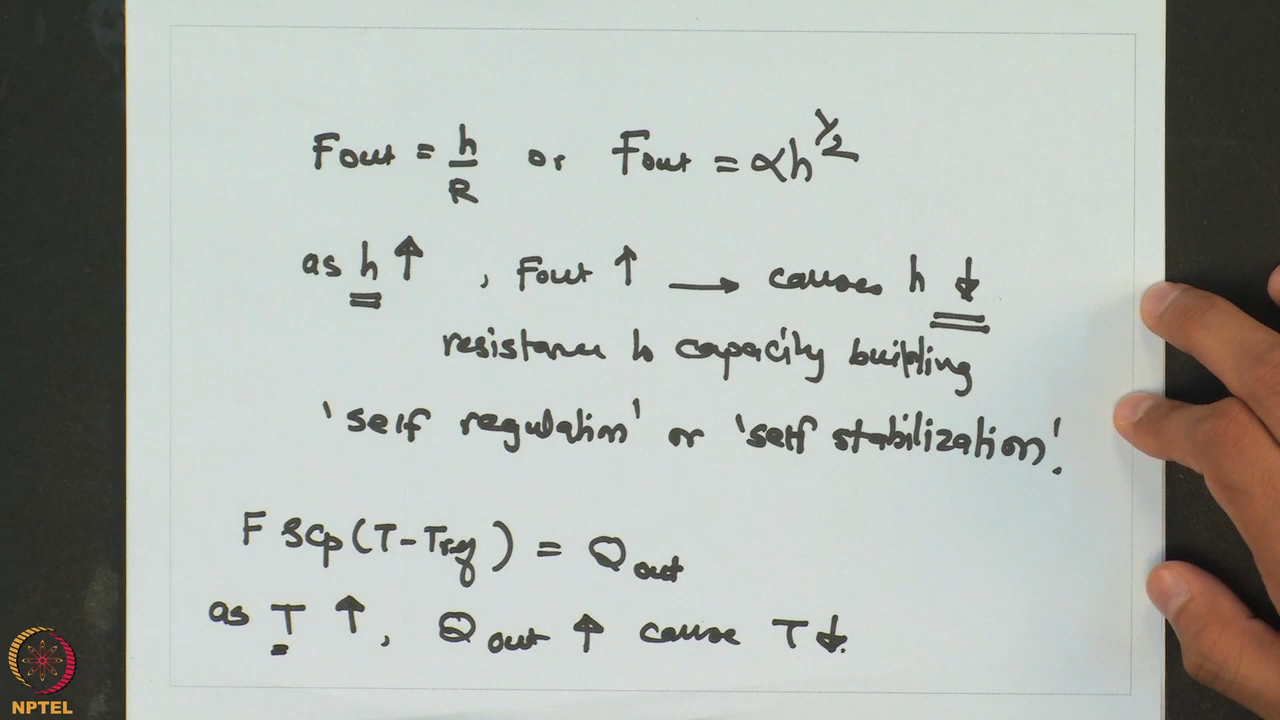 Fout = h/R or Fout = αh^1/2
as h ↑ , Fout ↑ → causes h ↓
resistance to capacity building
'self regulation' or 'self stabilization'.
F ρCp (T - Tref) = Qout
as T ↑, Qout ↑ cause T ↓.
NPTEL